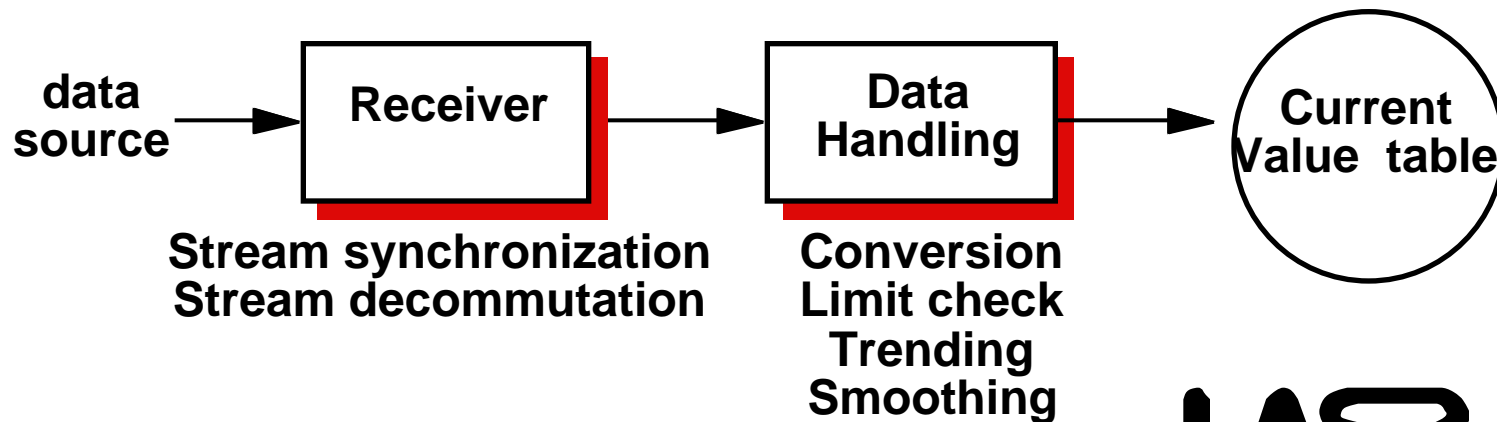 data
source
Receiver
Data
Handling
Current
Value table
Stream synchronization
Stream decommutation
Conversion
Limit check
Trending
Smoothing